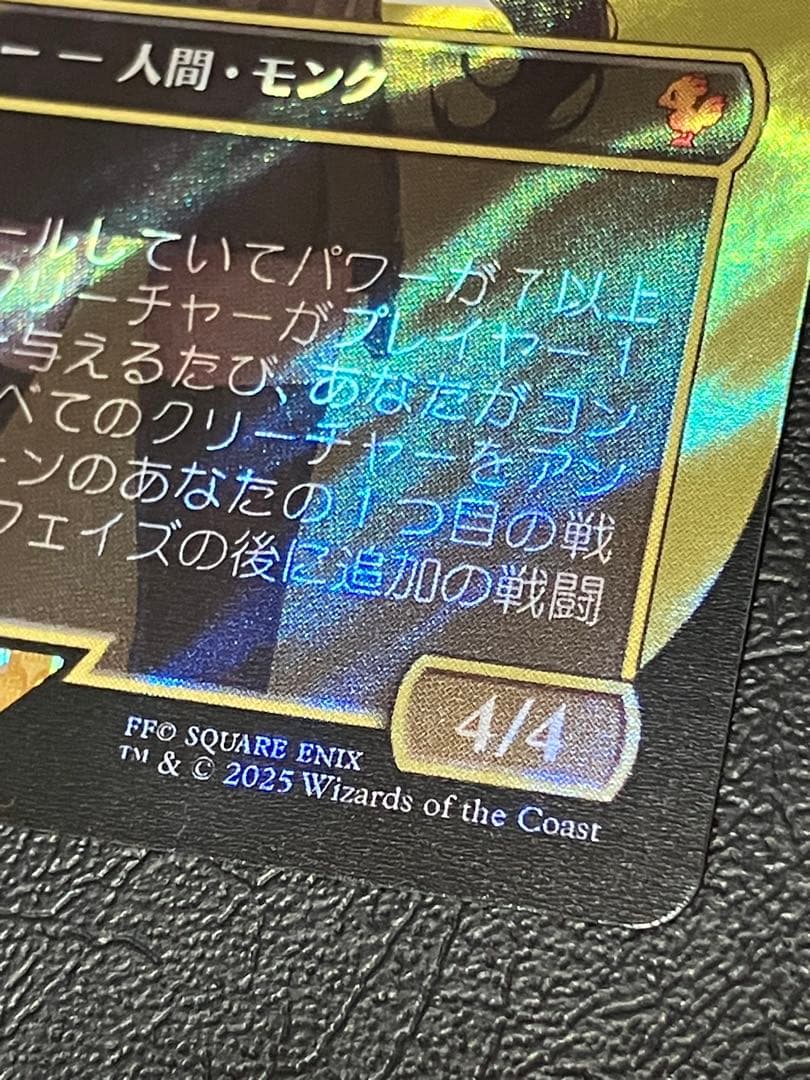 ー — 人間・モンク
ールしていてパワーが7以上
クリーチャーがプレイヤー1
与えるたび、あなたがコン
べてのクリーチャーをアン
ーンのあなたの1つ目の戦
フェイズの後に追加の戦闘
4/4
FF© SQUARE ENIX
™ & © 2025 Wizards of the Coast